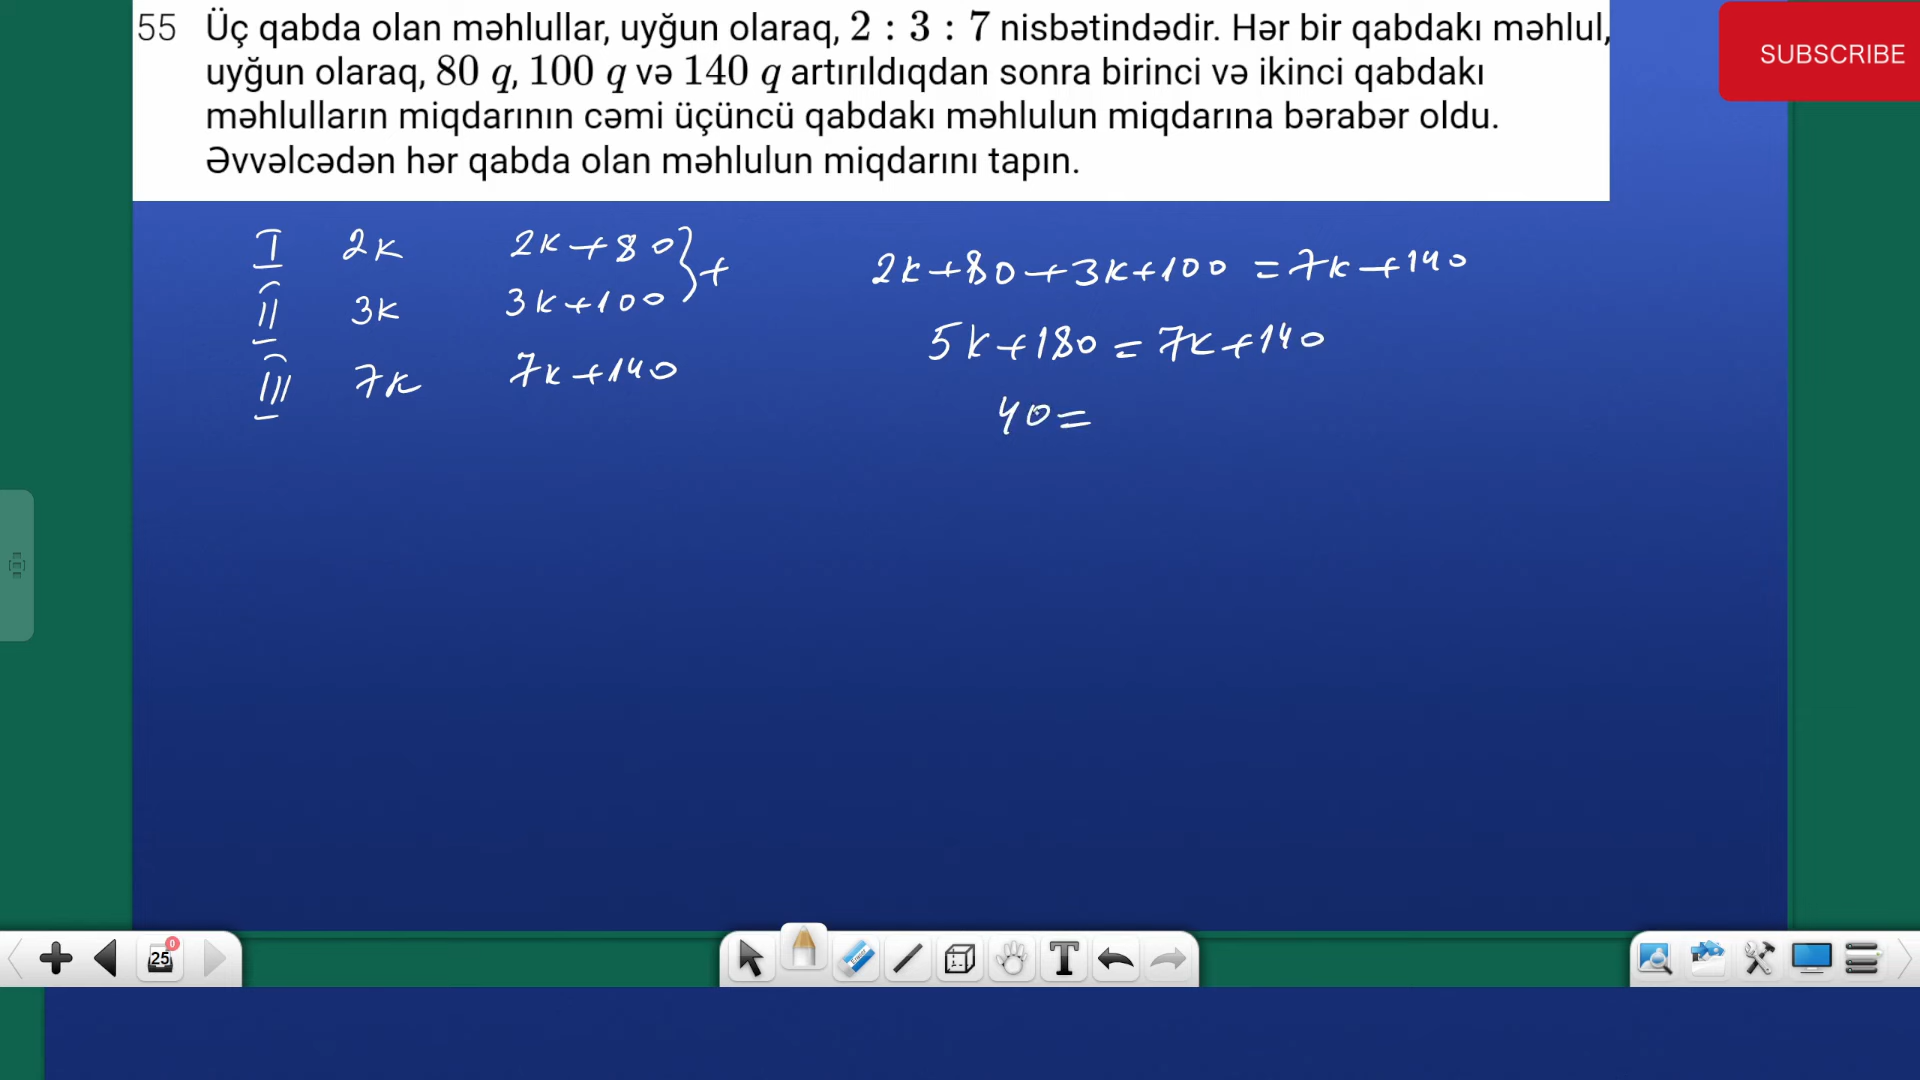 55 Üç qabda olan məhlullar, uyğun olaraq, 2 : 3 : 7 nisbətindədir. Hər bir qabdakı məhlul,
uyğun olaraq, 80 q, 100 q və 140 q artırıldıqdan sonra birinci və ikinci qabdakı
məhlulların miqdarının cəmi üçüncü qabdakı məhlulun miqdarına bərabər oldu.
Əvvəlcədən hər qabda olan məhlulun miqdarını tapın.
SUBSCRIBE
I 2k 2k+80 } +
II 3k 3k+100
III 7k 7k+140
2k+80+3k+100 = 7k+140
5k+180 = 7k+140
40=
25
0
T